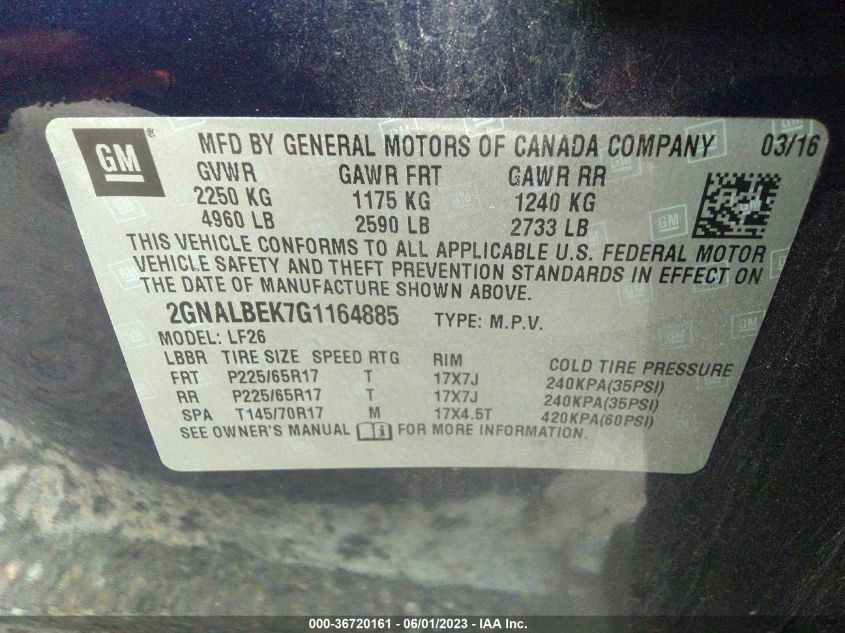 GM ® MFD BY GENERAL MOTORS OF CANADA COMPANY 03/16
GVWR GAWR FRT GAWR RR
2250 KG 1175 KG 1240 KG
4960 LB 2590 LB 2733 LB
THIS VEHICLE CONFORMS TO ALL APPLICABLE U.S. FEDERAL MOTOR
VEHICLE SAFETY AND THEFT PREVENTION STANDARDS IN EFFECT ON
THE DATE OF MANUFACTURE SHOWN ABOVE.
2GNALBEK7G1164885 TYPE: M.P.V.
MODEL: LF26
LBBR TIRE SIZE SPEED RTG RIM COLD TIRE PRESSURE
FRT P225/65R17 T 17X7J 240KPA(35PSI)
RR P225/65R17 T 17X7J 240KPA(35PSI)
SPA T145/70R17 M 17X4.5T 420KPA(60PSI)
SEE OWNER'S MANUAL FOR MORE INFORMATION.
000-36720161 - 06/01/2023 - IAA Inc.